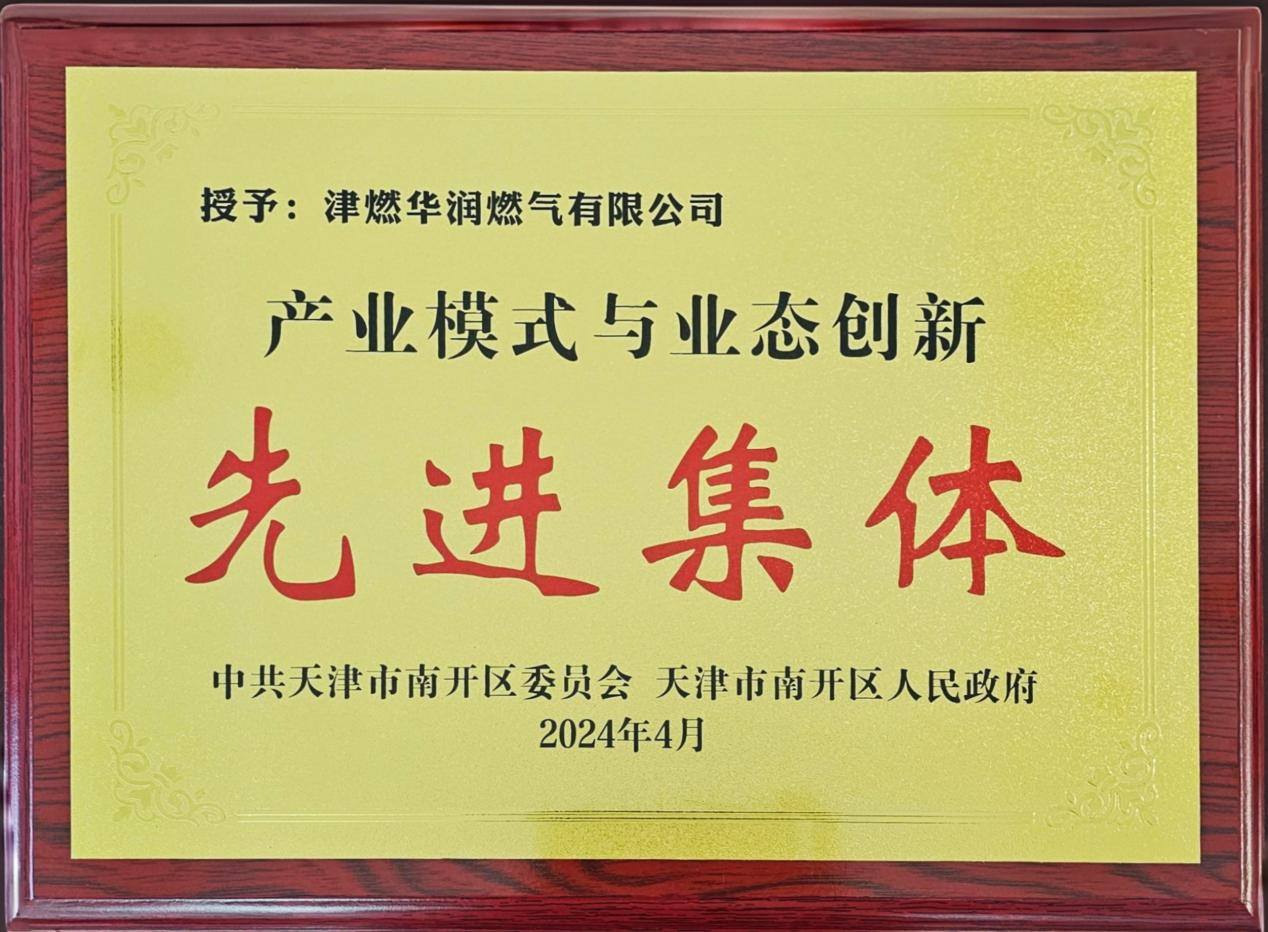 授予：津燃华润燃气有限公司
产业模式与业态创新
先进集体
中共天津市南开区委员会 天津市南开区人民政府
2024年4月